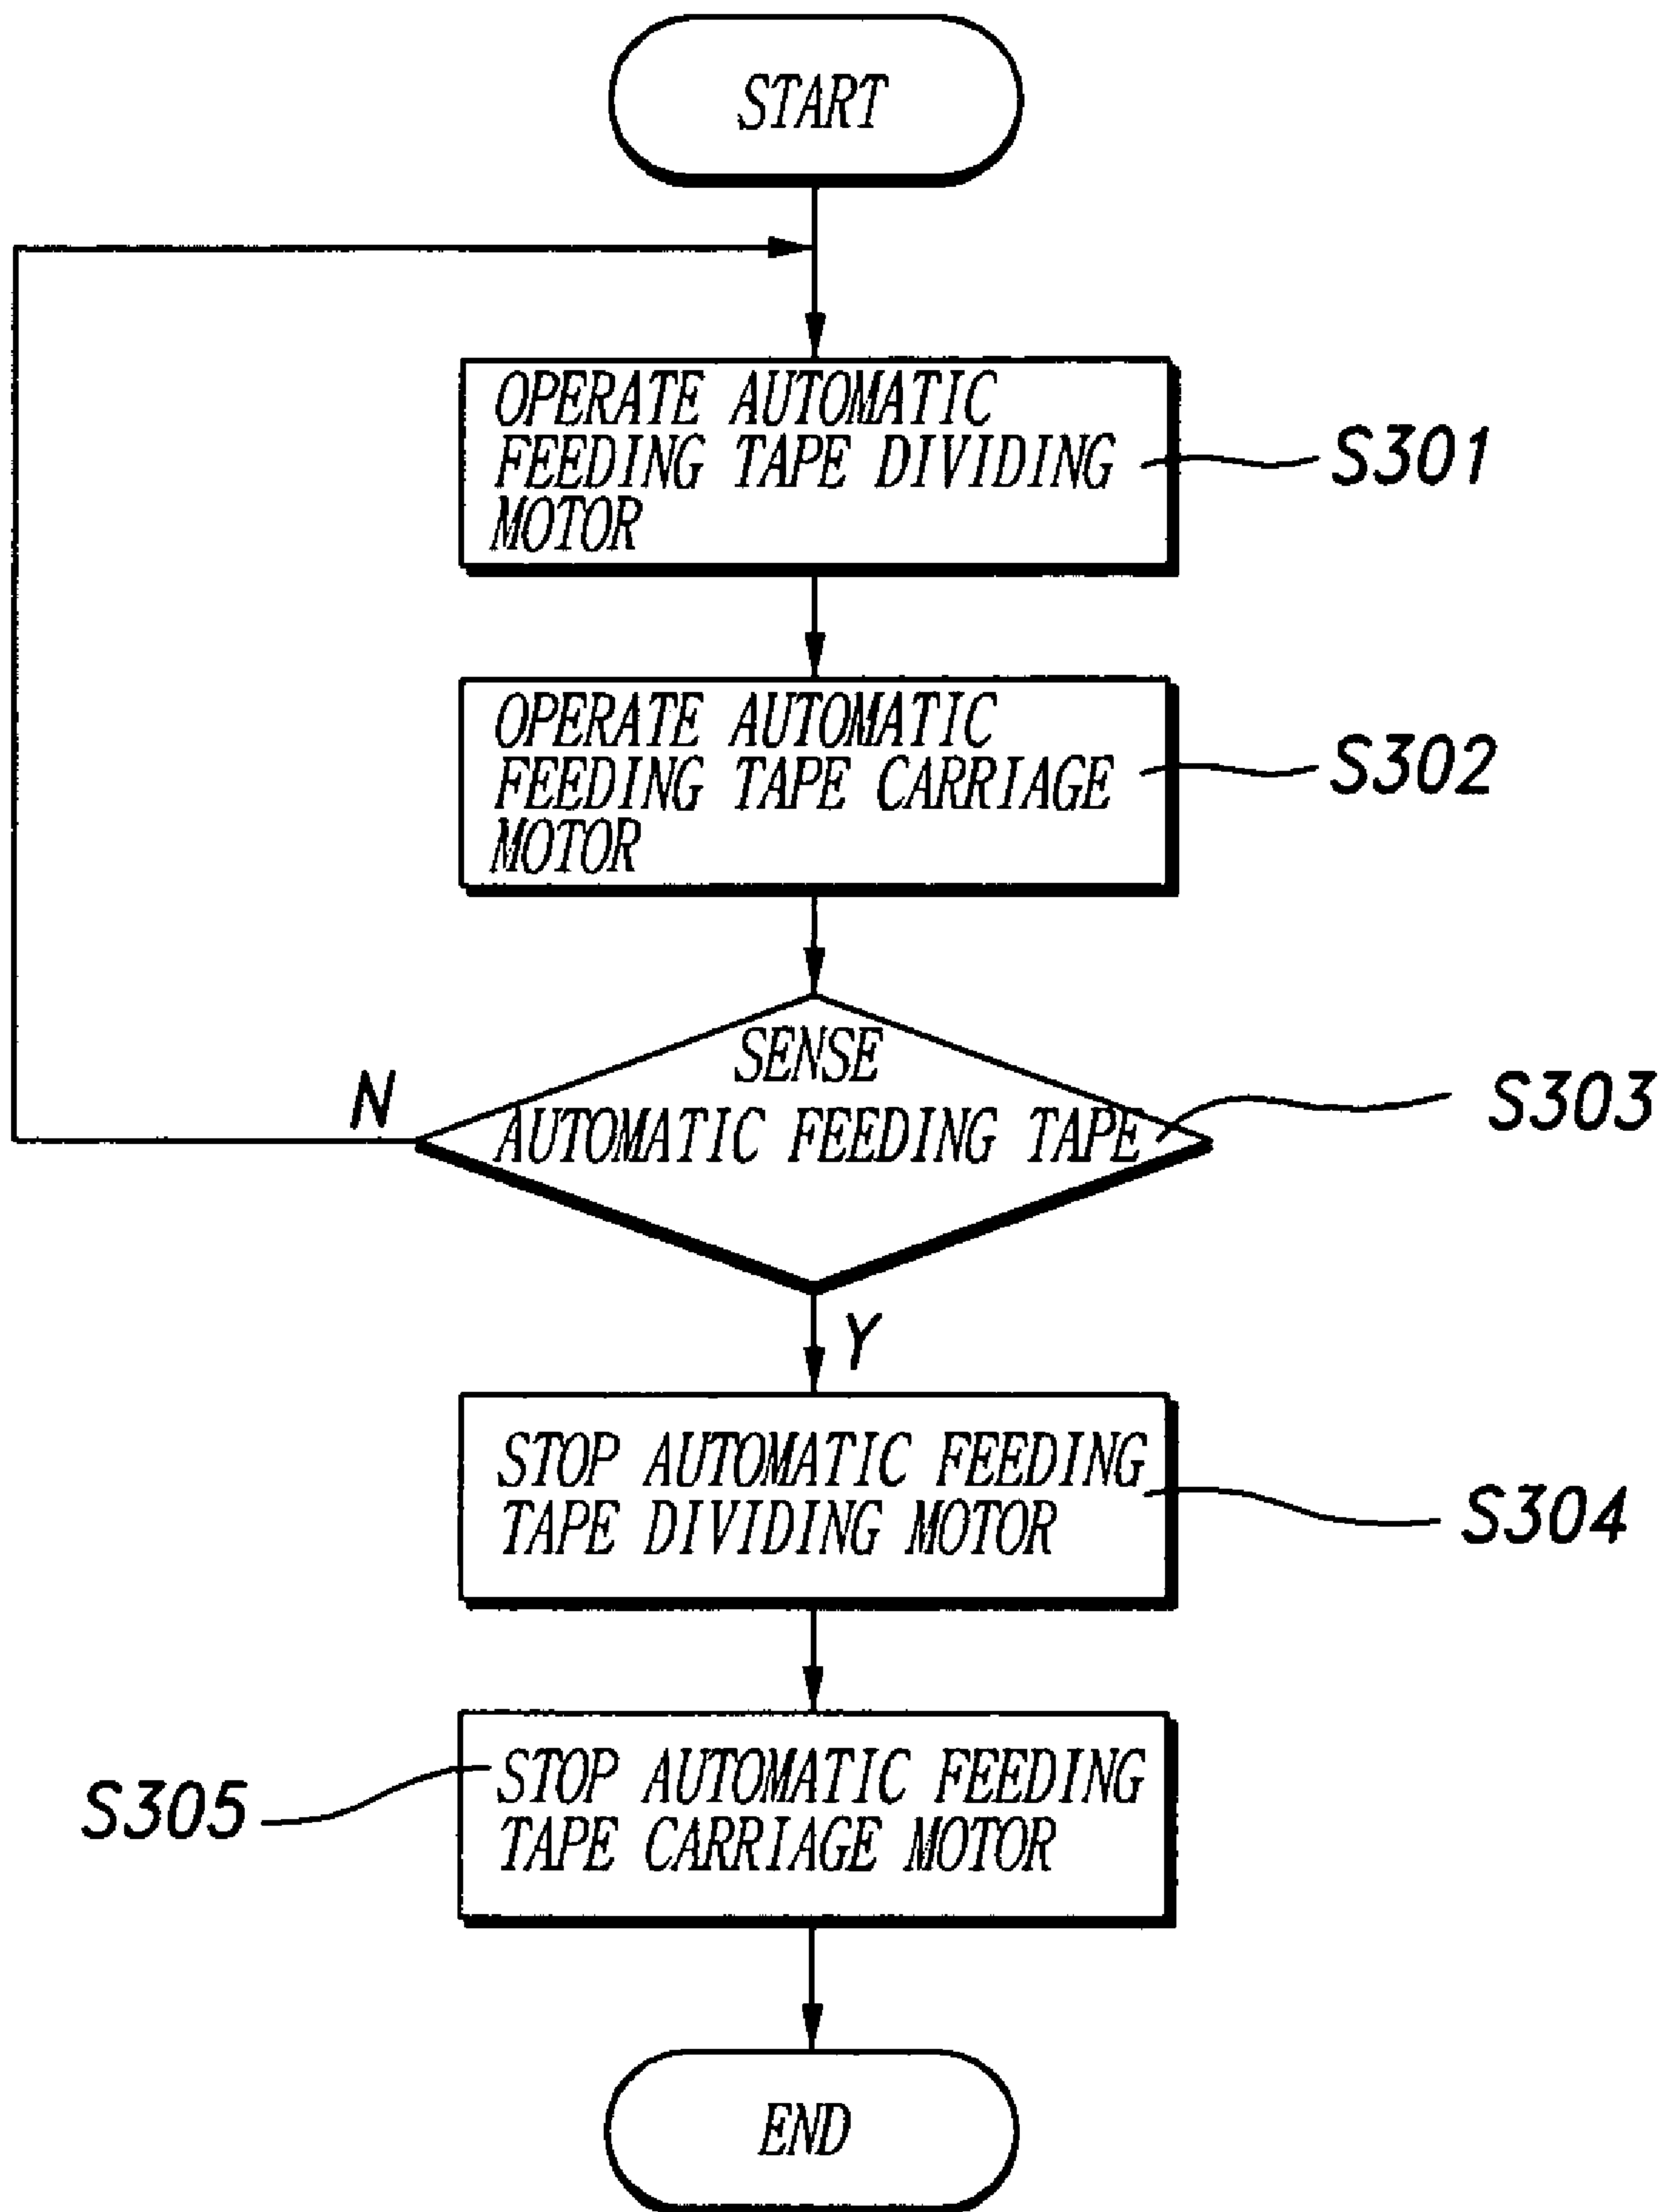 START
OPERATE AUTOMATIC
FEEDING TAPE DIVIDING
MOTOR
S301
OPERATE AUTOMATIC
FEEDING TAPE CARRIAGE
MOTOR
S302
SENSE
AUTOMATIC FEEDING TAPE
S303
N
Y
STOP AUTOMATIC FEEDING
TAPE DIVIDING MOTOR
S304
STOP AUTOMATIC FEEDING
TAPE CARRIAGE MOTOR
S305
END